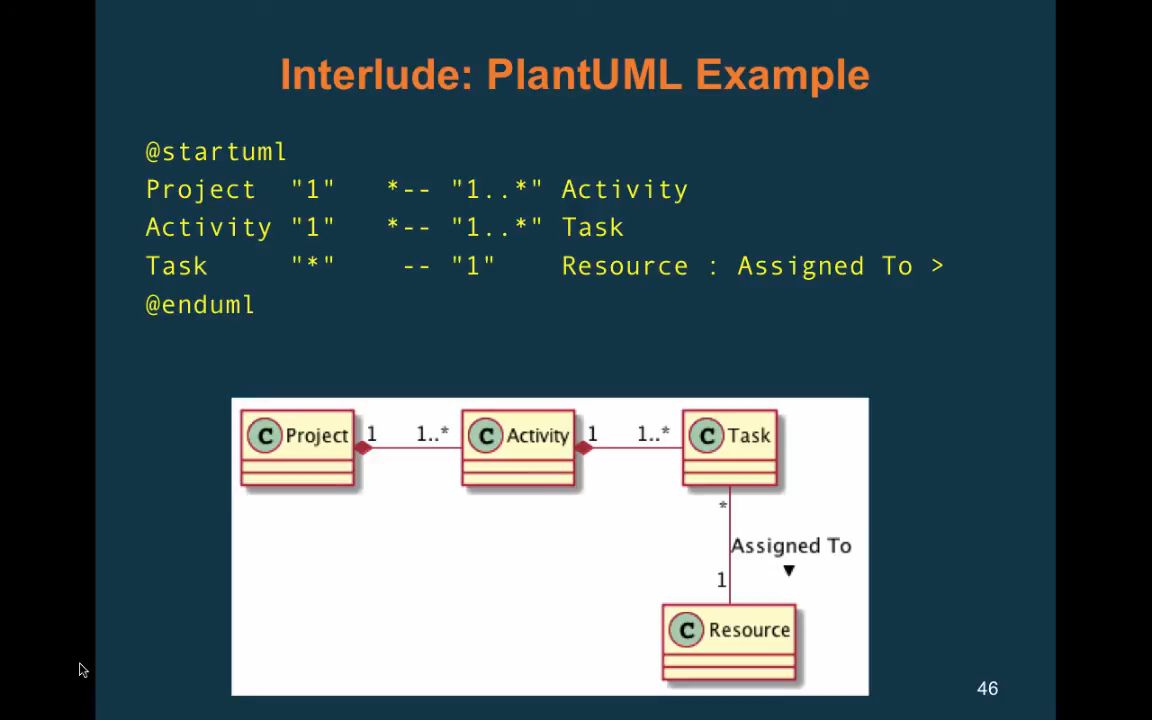 Interlude: PlantUML Example
@startuml
Project "1" *-- "1..*" Activity
Activity "1" *-- "1..*" Task
Task "*" -- "1" Resource : Assigned To >
@enduml
C Project 1 1..* C Activity 1 1..* C Task
*
Assigned To
▼
1
C Resource
46